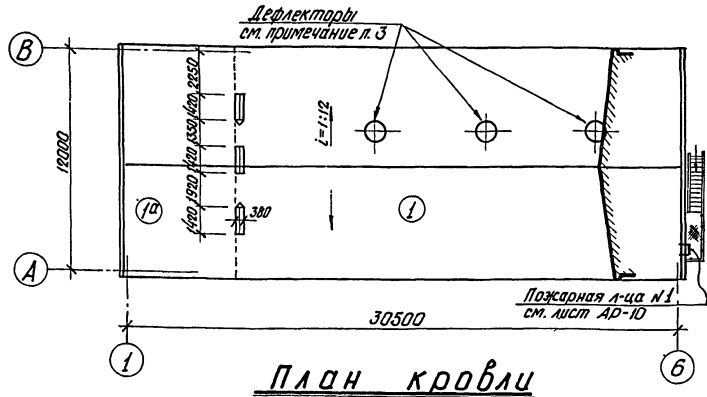 Дефлекторы
см. примечание п. 3
В
2250
1420
1350
1420
1920
1420
12000
i=1:12
1а
380
1
А
Пожарная л-ца №1
см. лист АР-10
30500
1
6
План кровли